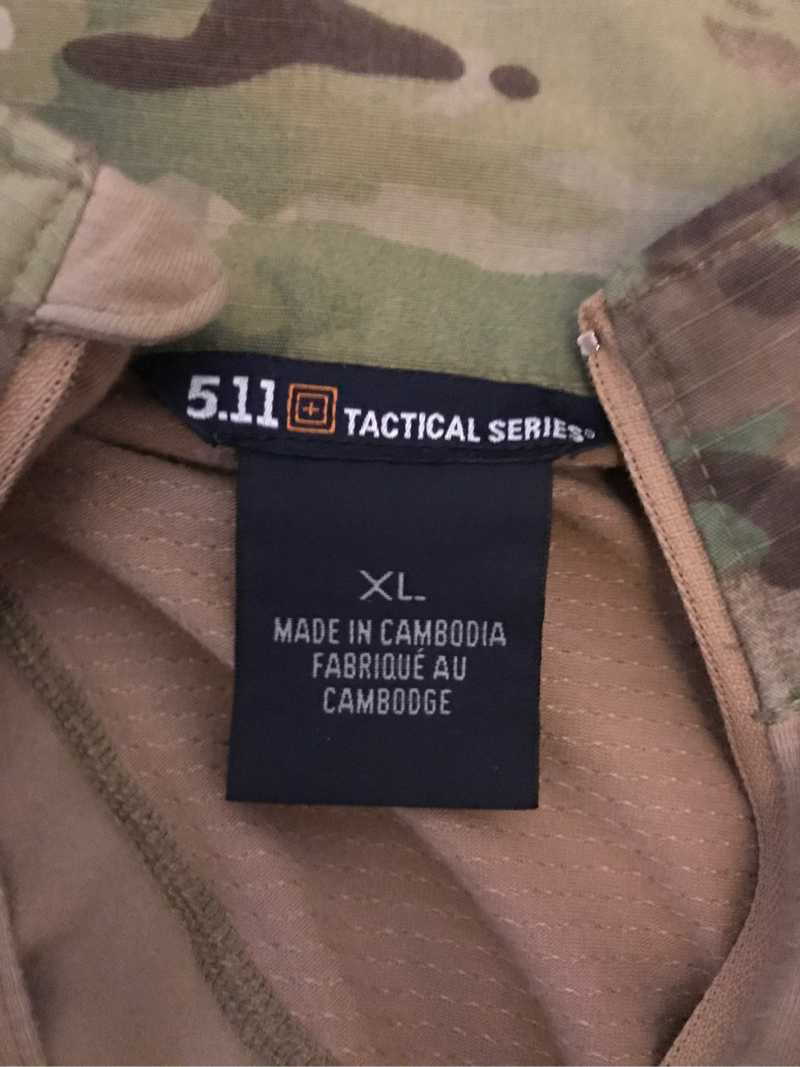 5.11 TACTICAL SERIES®
XL
MADE IN CAMBODIA
FABRIQUÉ AU
CAMBODGE